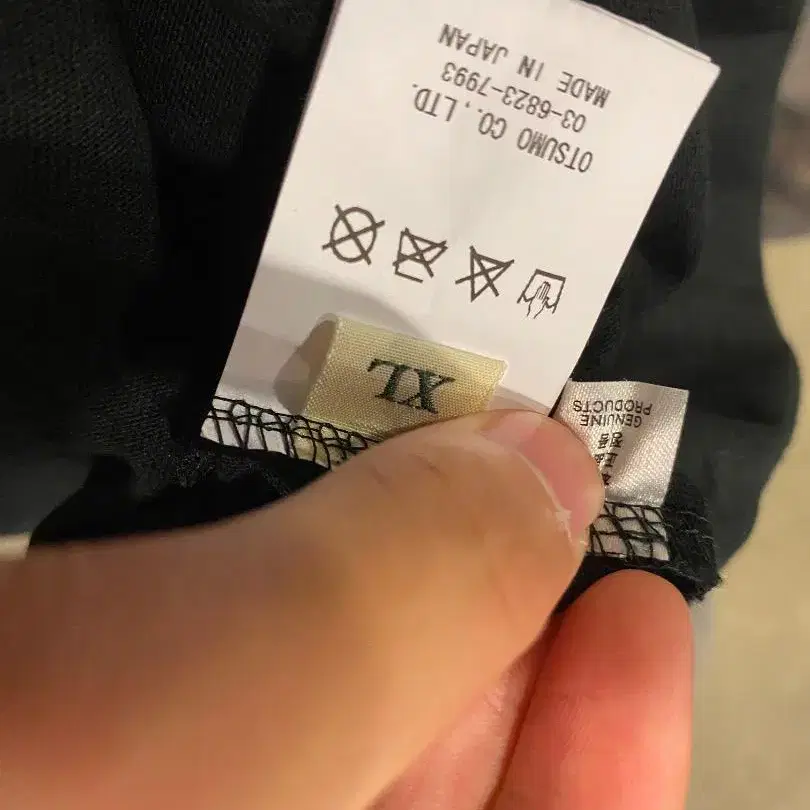 OTSUMO CO., LTD.
03-6823-7993
MADE IN JAPAN
XL
GENUINE
PRODUCTS